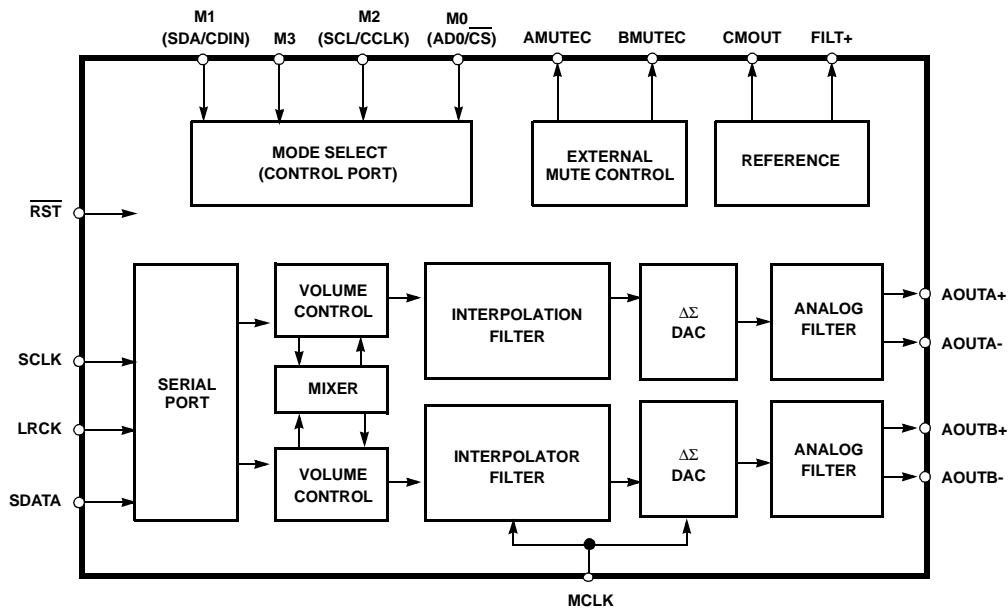 M1
(SDA/CDIN)
M3
M2
(SCL/CCLK)
M0
(AD0/C̅S̅)
AMUTEC
BMUTEC
CMOUT
FILT+
MODE SELECT
(CONTROL PORT)
EXTERNAL
MUTE CONTROL
REFERENCE
R̅S̅T̅
SCLK
LRCK
SDATA
SERIAL
PORT
VOLUME
CONTROL
MIXER
VOLUME
CONTROL
INTERPOLATION
FILTER
INTERPOLATOR
FILTER
ΔΣ
DAC
ΔΣ
DAC
ANALOG
FILTER
ANALOG
FILTER
AOUTA+
AOUTA-
AOUTB+
AOUTB-
MCLK